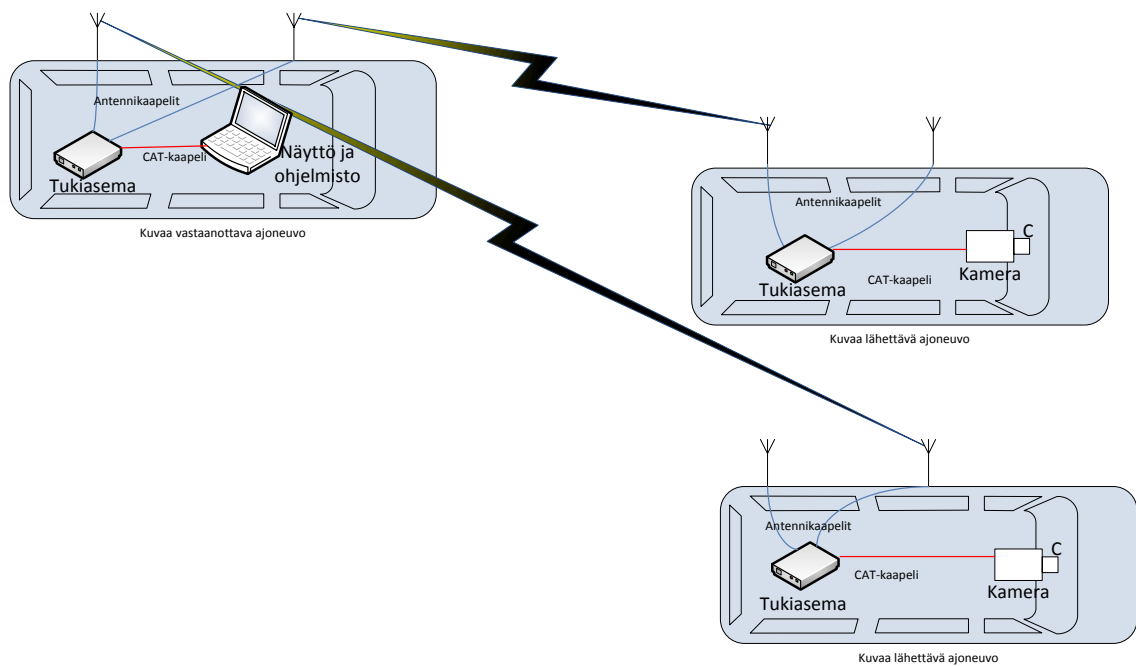 Antennikaapelit
CAT-kaapeli
Näyttö ja
ohjelmisto
Tukiasema
Kuvaa vastaanottava ajoneuvo
Antennikaapelit
C
Kamera
Tukiasema
CAT-kaapeli
Kuvaa lähettävä ajoneuvo
Antennikaapelit
C
CAT-kaapeli
Kamera
Tukiasema
Kuvaa lähettävä ajoneuvo